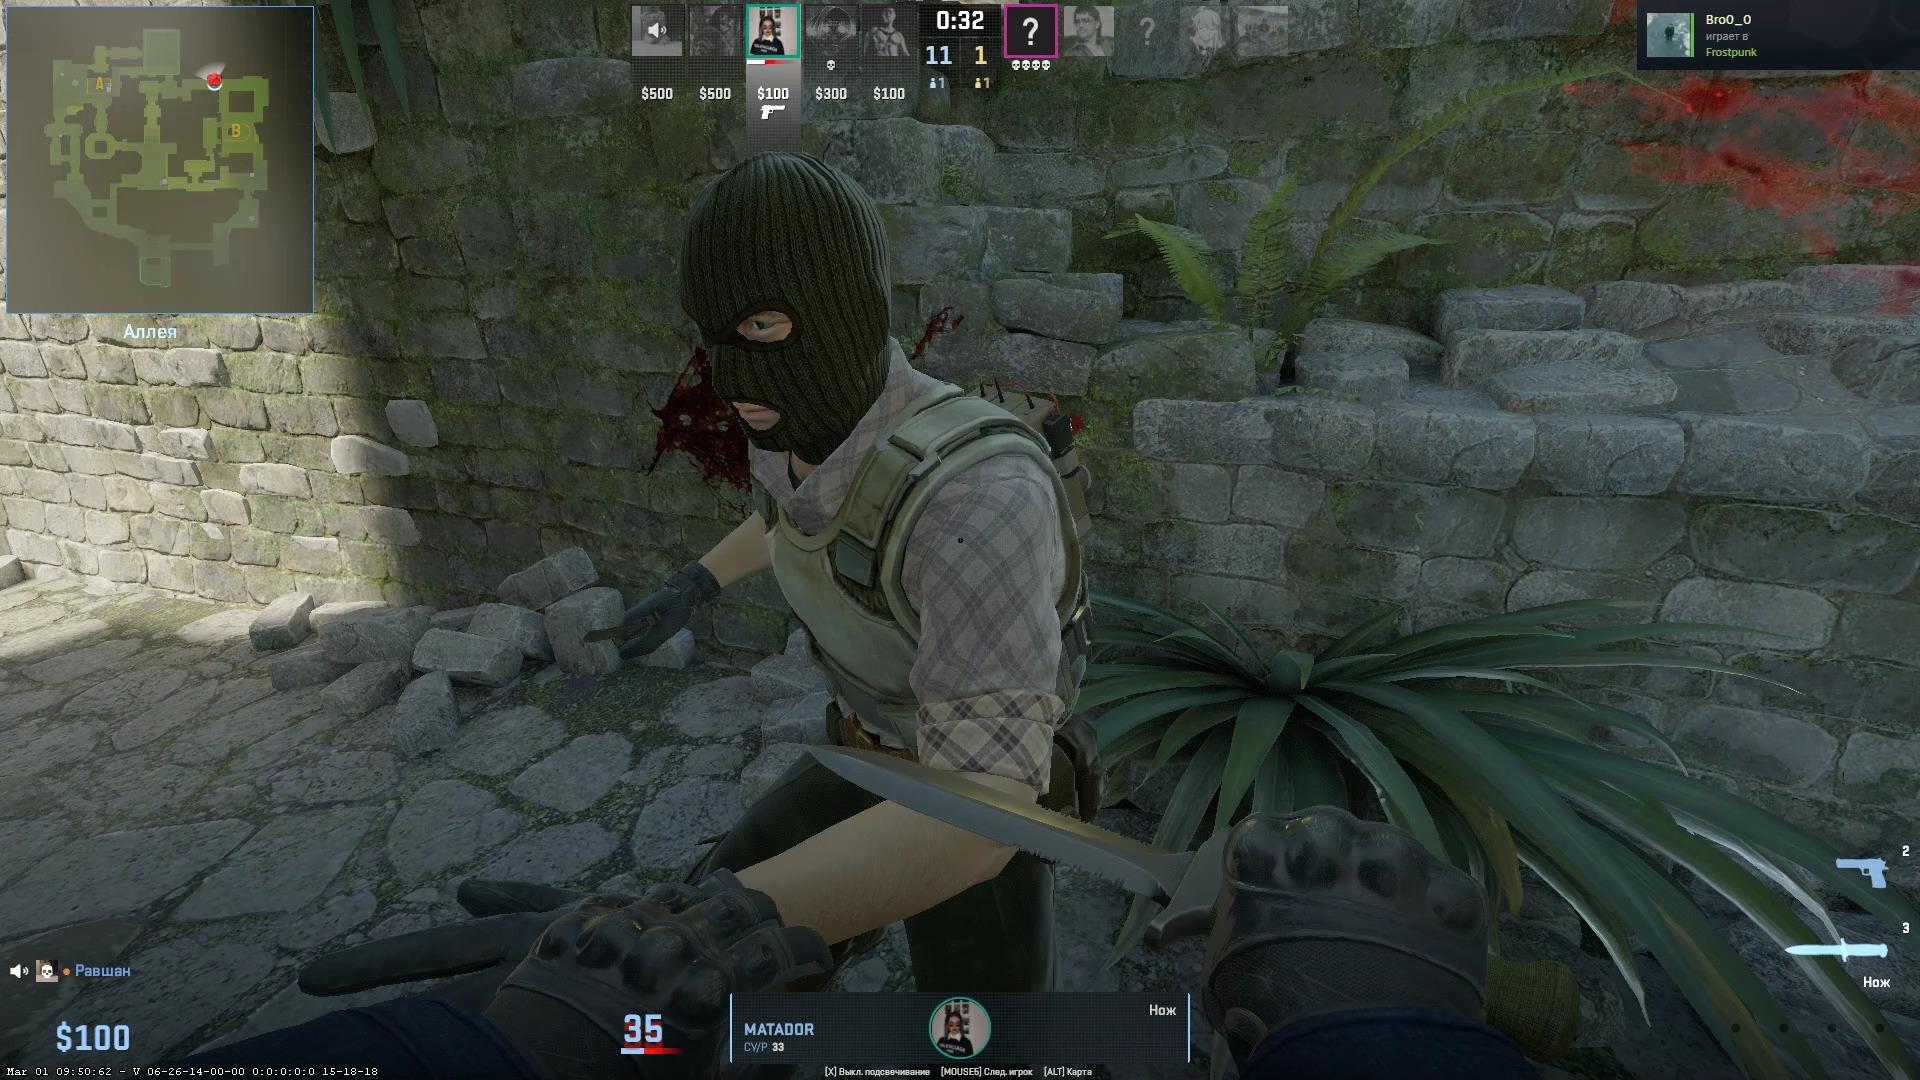 0:32
11 1
1 1
$500 $500 $100 $300 $100
? ?
BroO_O
играет в
Frostpunk
A
B
Аллея
2
3
Нож
Равшан
$100
35
MATADOR
СУ/Р 33
Нож
[X] Выкл. подсвечивание [MOUSE5] След. игрок [ALT] Карта
Mar 01 09:50:62 - V 06-26-14-00-00 0:0:0:0:0 15-18-18